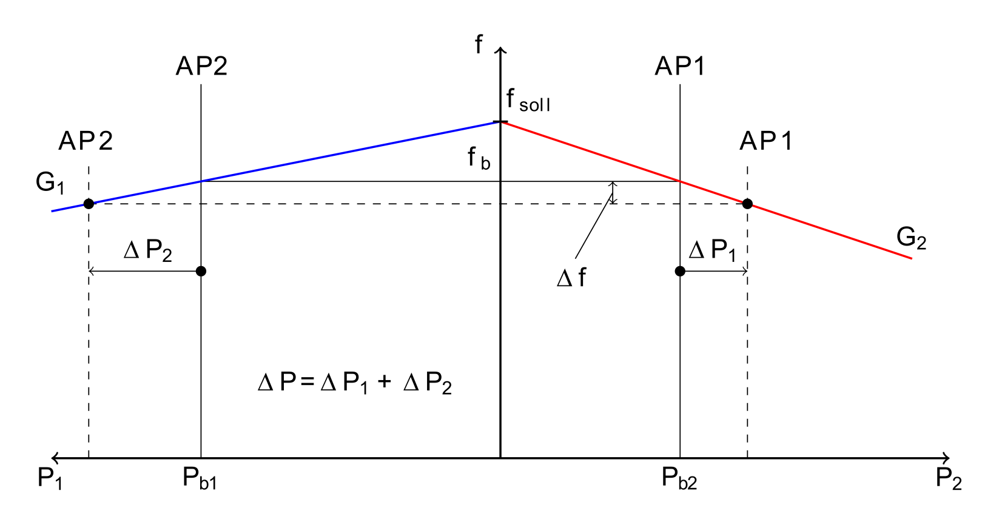 f
AP2
AP1
f soll
AP2
AP1
f b
G1
G2
Δ P2
Δ P1
Δ f
Δ P = Δ P1 + Δ P2
P1
Pb1
Pb2
P2